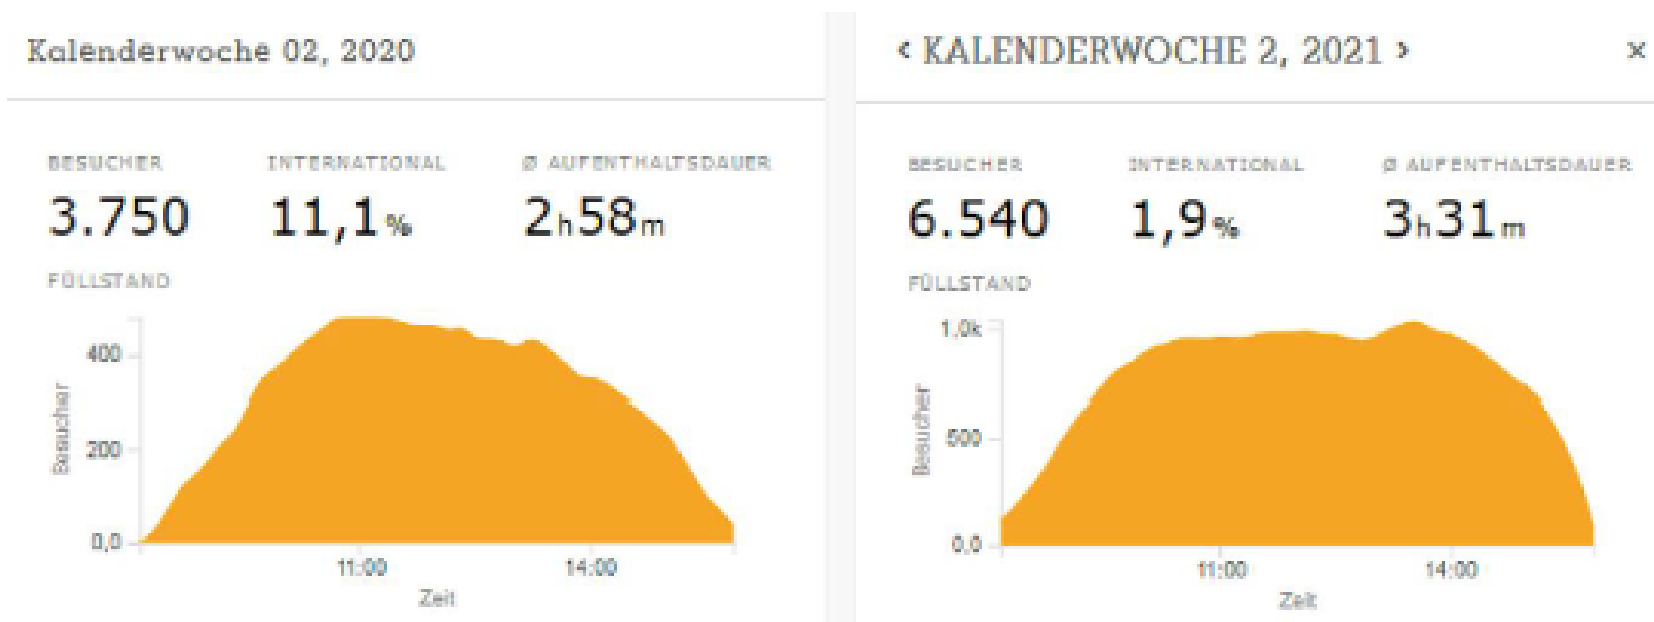 Kalenderwoche 02, 2020
BESUCHER INTERNATIONAL Ø AUFENTHALTSDAUER
3.750 11,1% 2h58m
FÜLLSTAND
400
200
0,0
Besucher
11:00 14:00
Zeit
< KALENDERWOCHE 2, 2021 > ×
BESUCHER INTERNATIONAL Ø AUFENTHALTSDAUER
6.540 1,9% 3h31m
FÜLLSTAND
1,0k
500
0,0
Besucher
11:00 14:00
Zeit